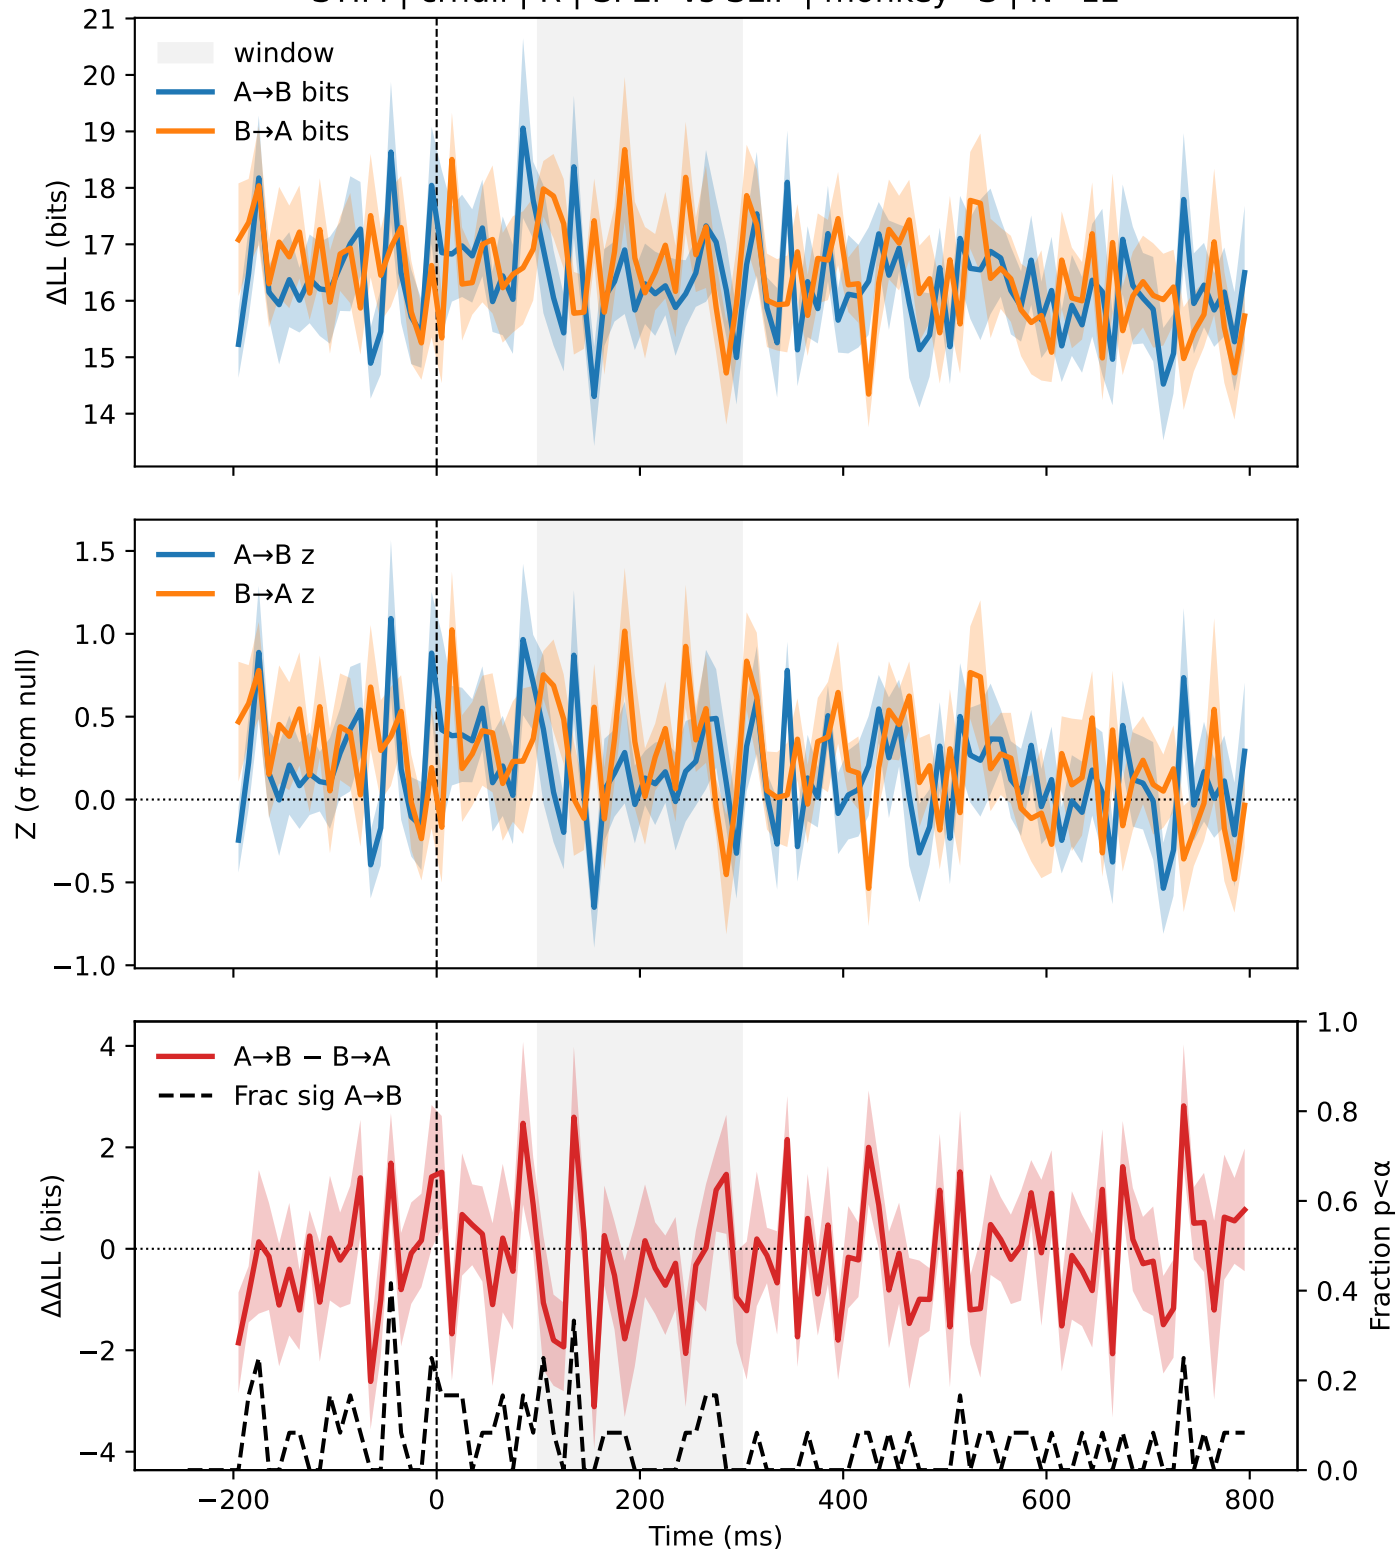 21
20
19
18
17
16
15
14
ΔLL (bits)
window
A→B bits
B→A bits
1.5
1.0
0.5
0.0
−0.5
−1.0
Z (σ from null)
A→B z
B→A z
4
2
0
−2
−4
ΔΔLL (bits)
A→B − B→A
Frac sig A→B
1.0
0.8
0.6
0.4
0.2
0.0
Fraction p<α
−200 0 200 400 600 800
Time (ms)